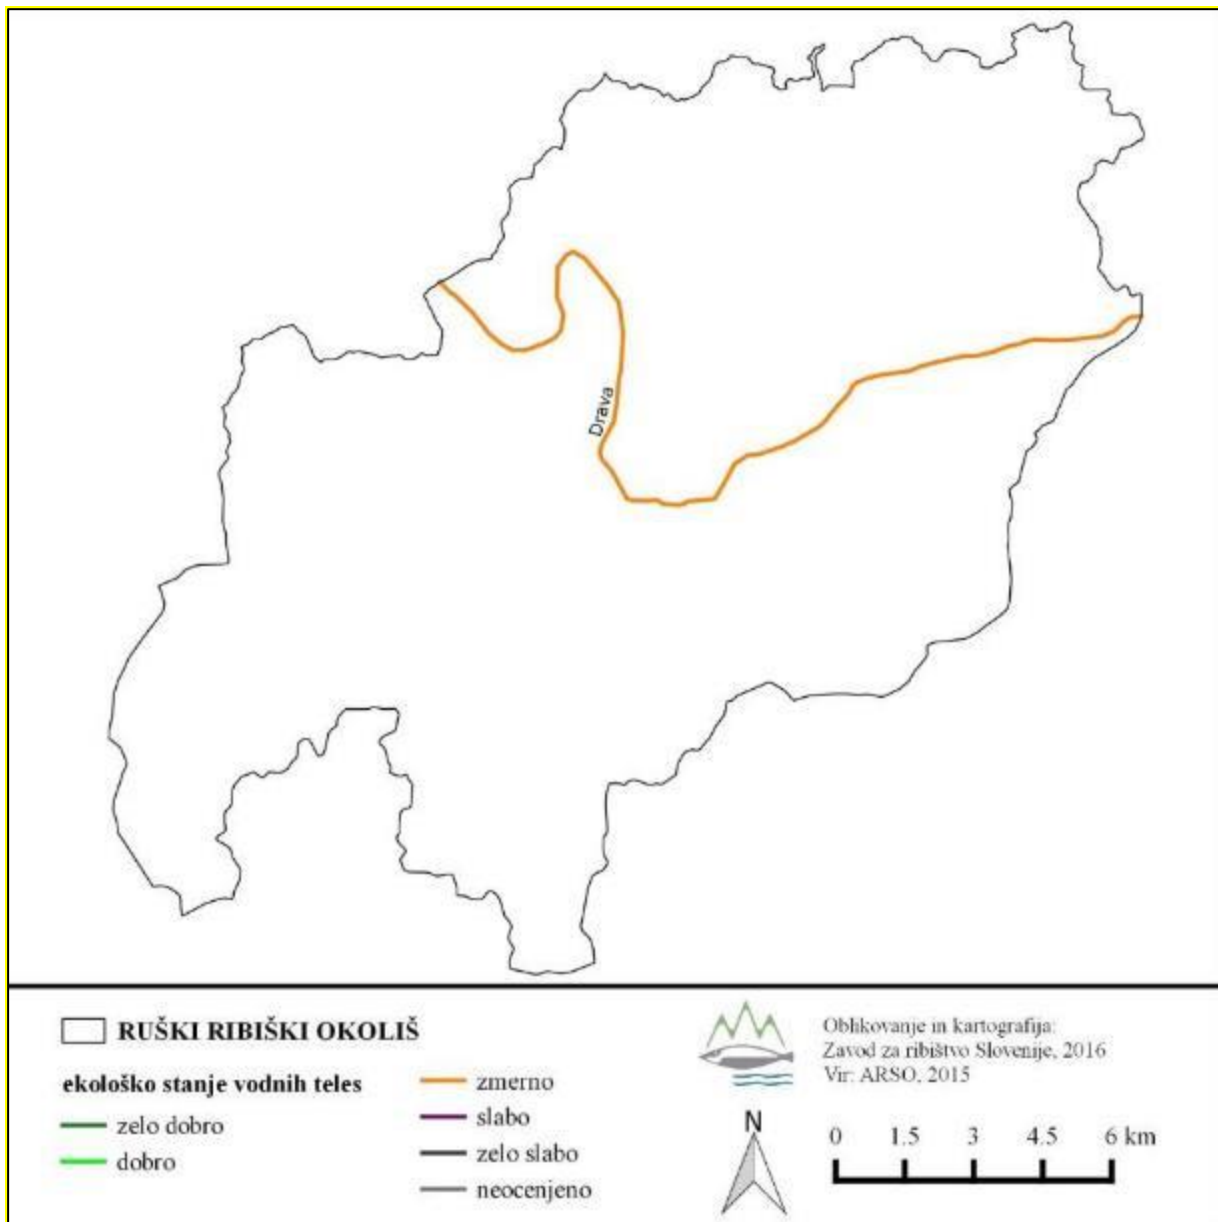 Drava
RUŠKI RIBIŠKI OKOLIŠ
ekološko stanje vodnih teles
zelo dobro
dobro
zmerno
slabo
zelo slabo
neocenjeno
Oblikovanje in kartografija:
Zavod za ribištvo Slovenije, 2016
Vir: ARSO, 2015
N
0 1.5 3 4.5 6 km